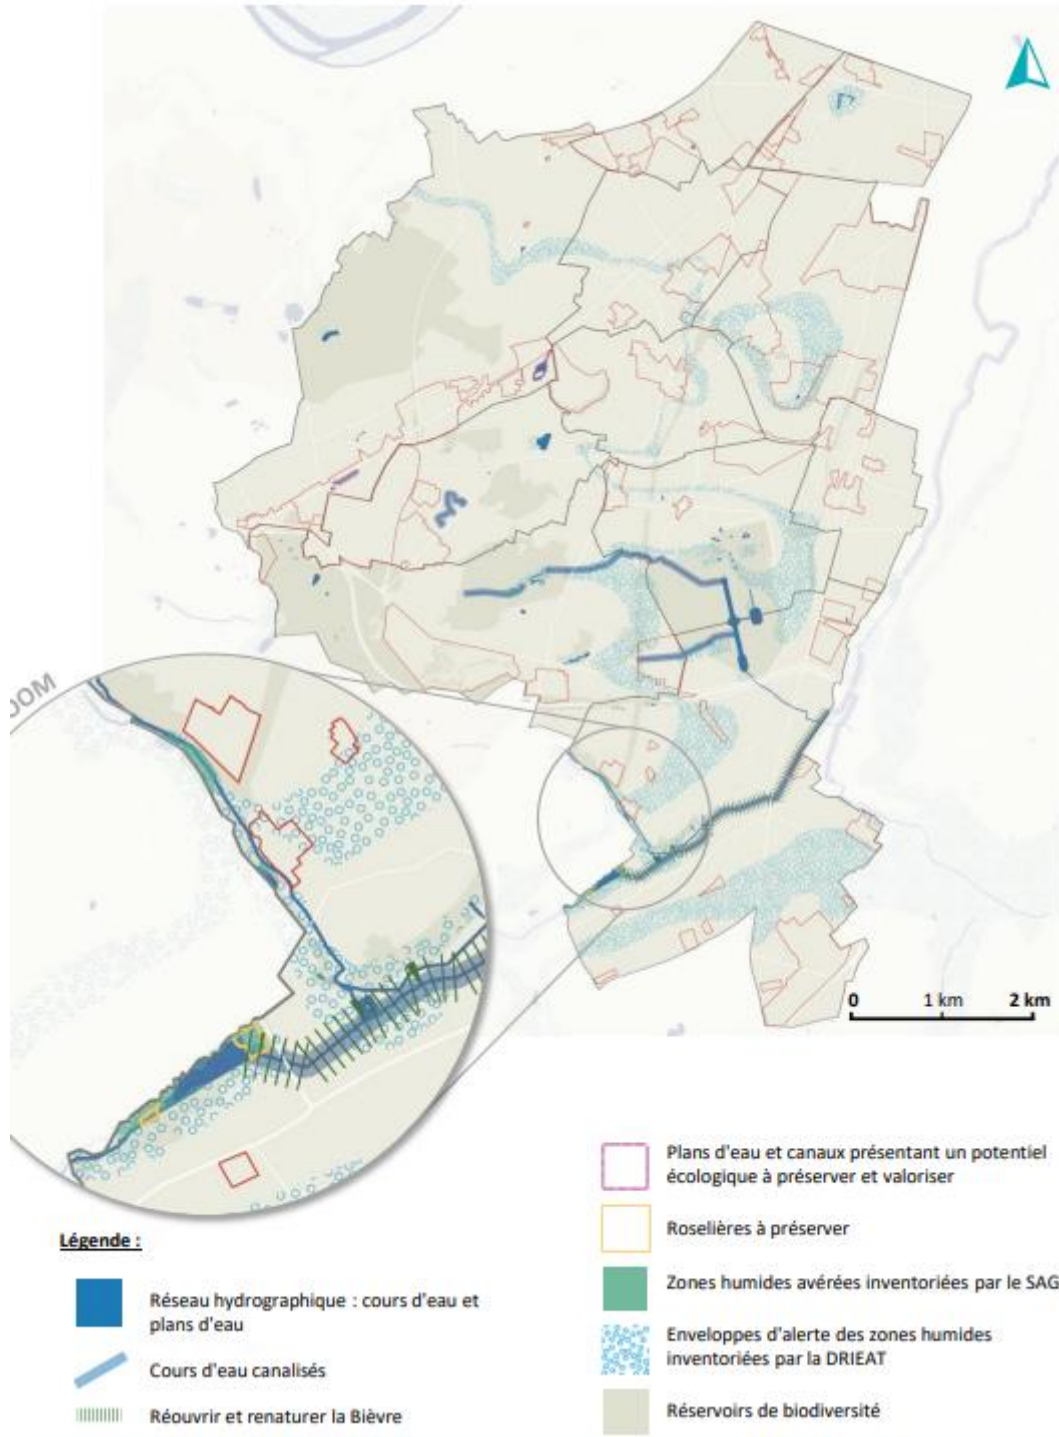 OOM
0 1 km 2 km
Légende :
Réseau hydrographique : cours d'eau et
plans d'eau
Cours d'eau canalisés
Réouvrir et renaturer la Bièvre
Plans d'eau et canaux présentant un potentiel
écologique à préserver et valoriser
Roselières à préserver
Zones humides avérées inventoriées par le SAG
Enveloppes d'alerte des zones humides
inventoriées par la DRIEAT
Réservoirs de biodiversité